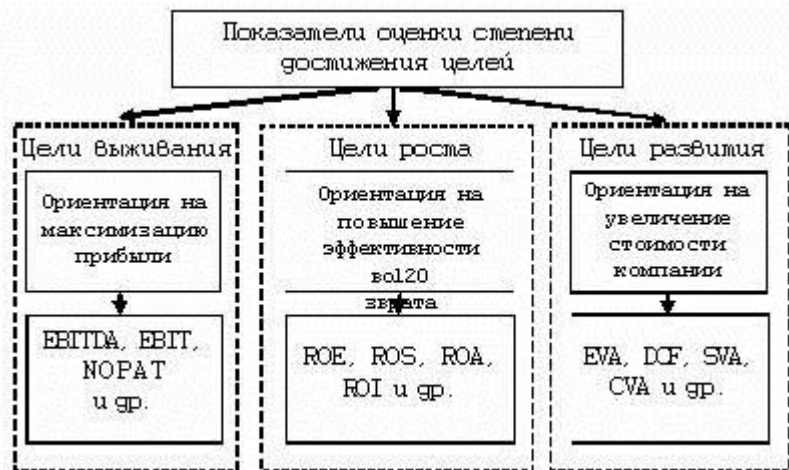 Показатели оценки степени
достижения целей
Цели выживания
Ориентация на
максимизацию
прибыли
EBITDA, EBIT,
NOPAT
и др.
Цели роста
Ориентация на
повышение
эффективности
во120
зврата
ROE, ROS, ROA,
ROI и др.
Цели развития
Ориентация на
увеличение
стоимости
компании
EVA, DCF, SVA,
CVA и др.